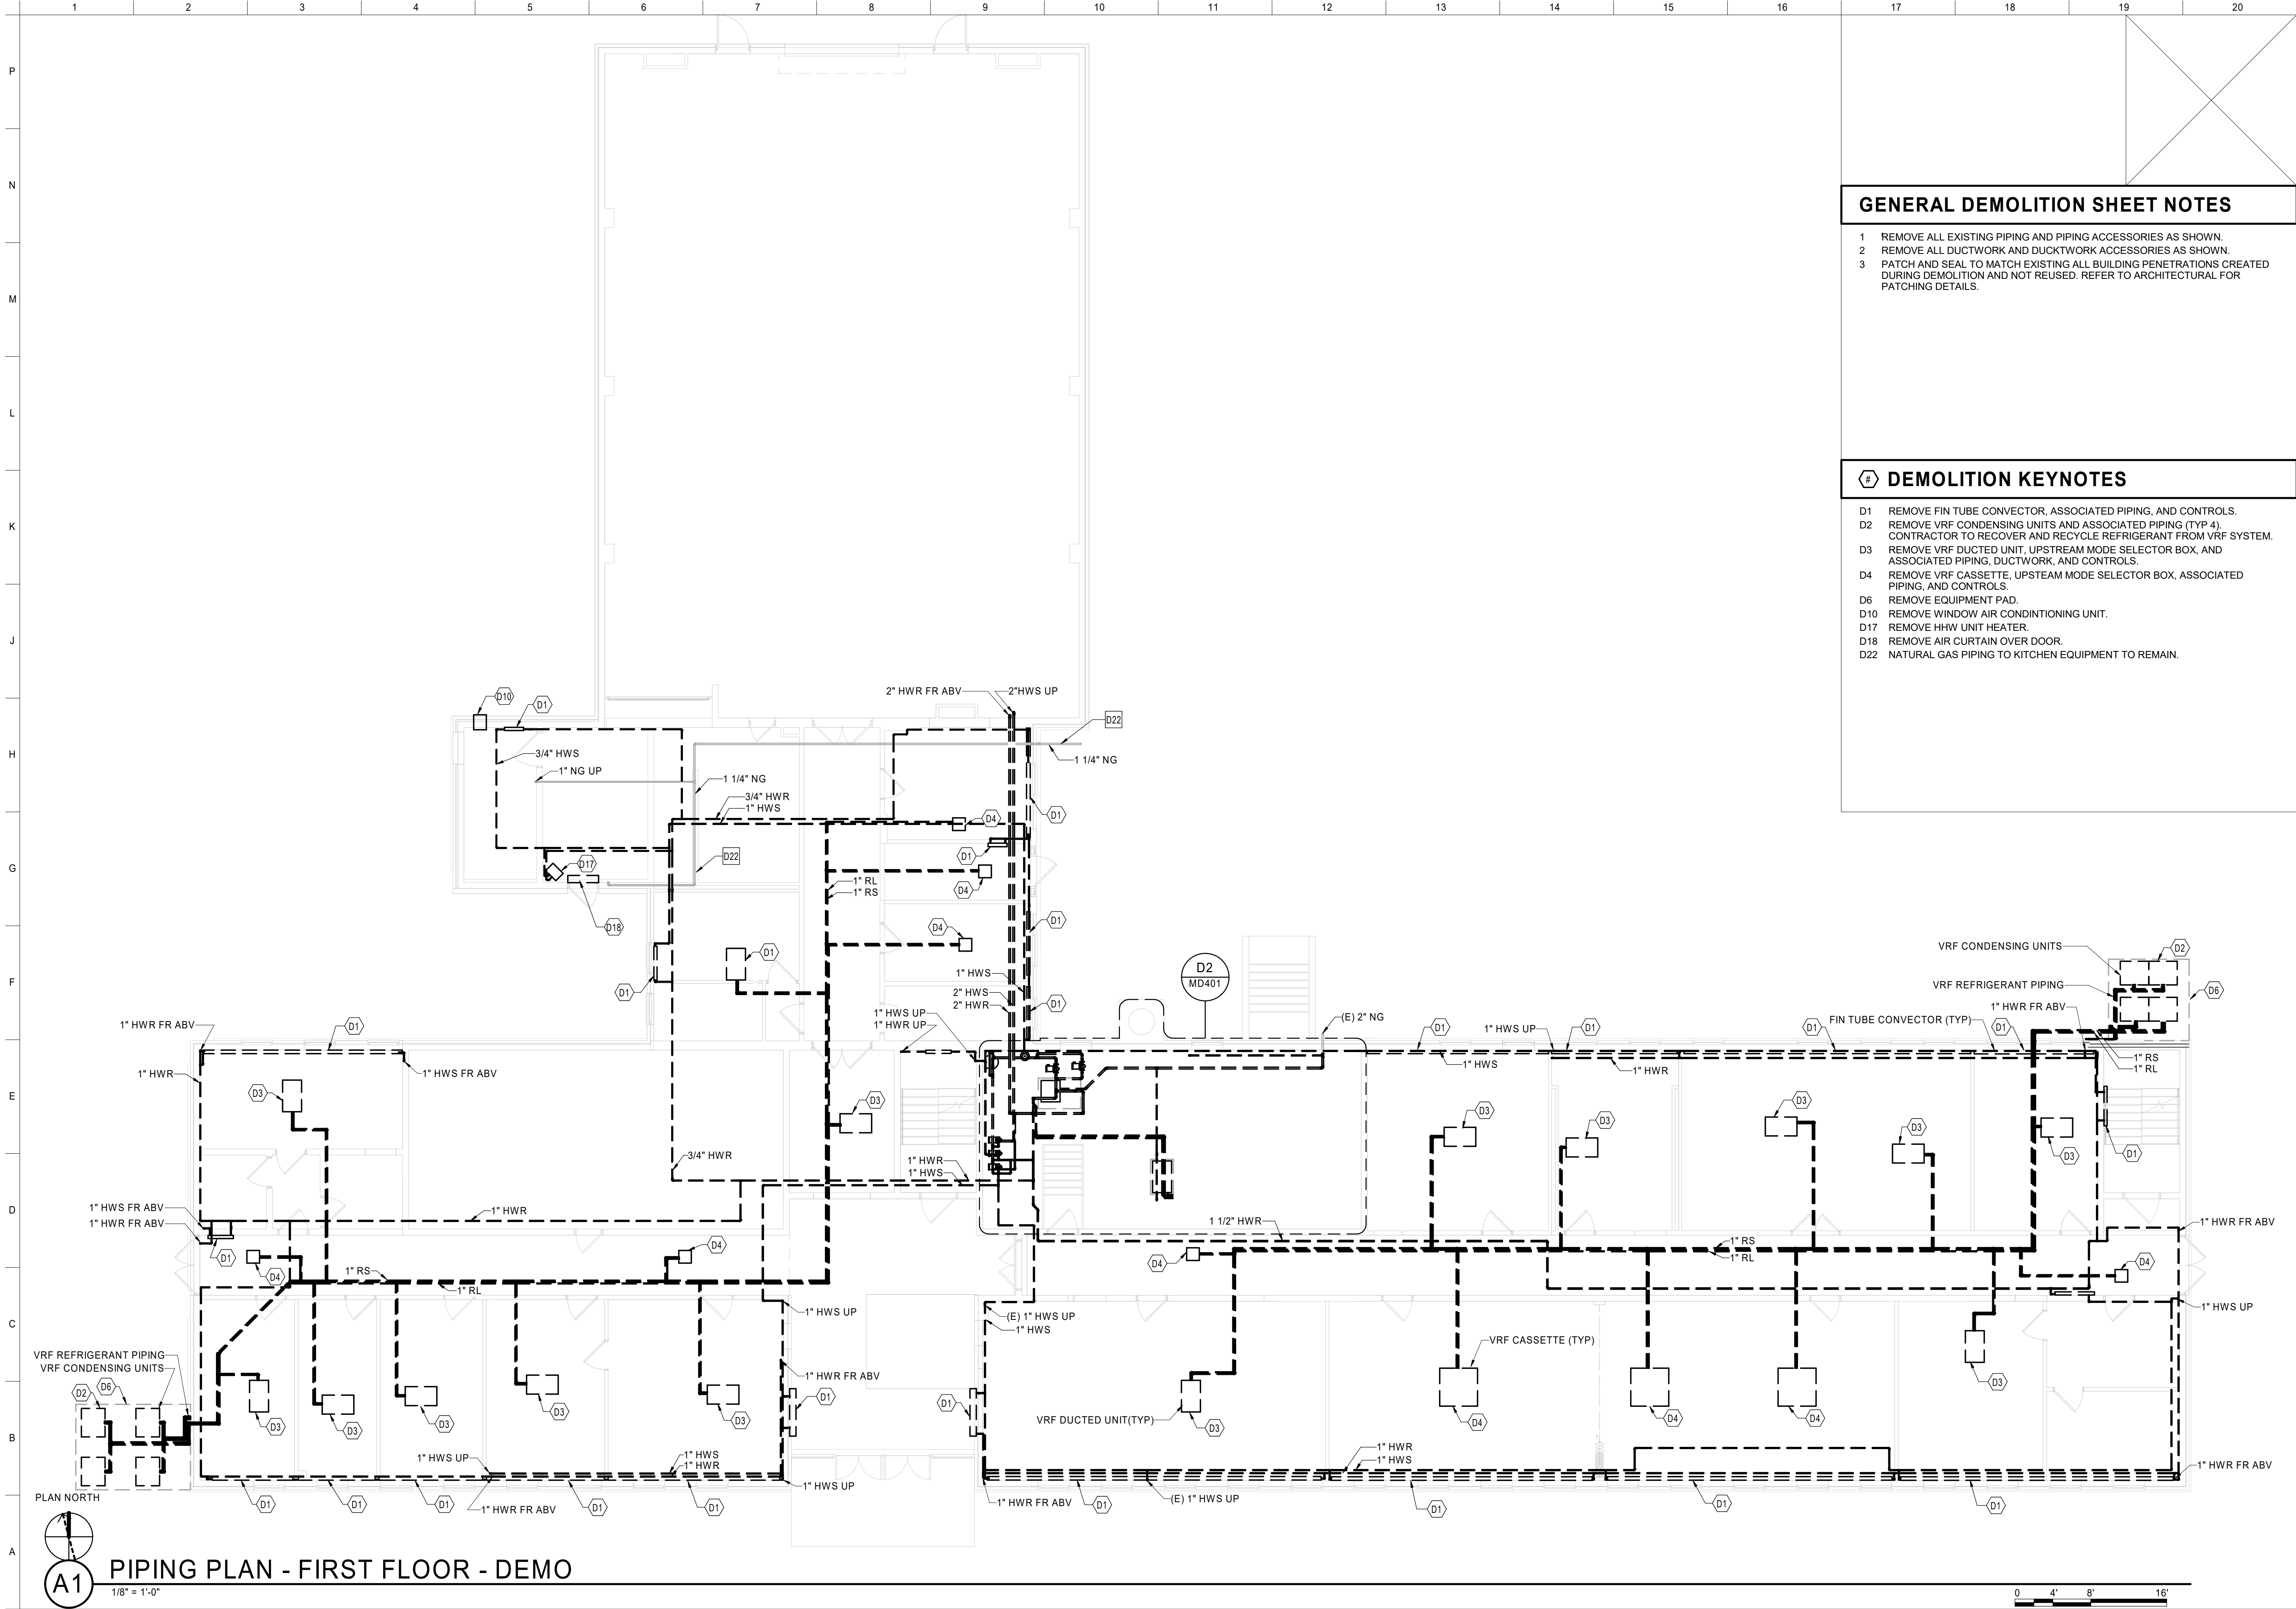 1 2 3 4 5 6 7 8 9 10 11 12 13 14 15 16 17 18 19 20
P
N
M
L
K
J
H
G
F
E
D
C
B
A
GENERAL DEMOLITION SHEET NOTES
1 REMOVE ALL EXISTING PIPING AND PIPING ACCESSORIES AS SHOWN.
2 REMOVE ALL DUCTWORK AND DUCKTWORK ACCESSORIES AS SHOWN.
3 PATCH AND SEAL TO MATCH EXISTING ALL BUILDING PENETRATIONS CREATED
DURING DEMOLITION AND NOT REUSED. REFER TO ARCHITECTURAL FOR
PATCHING DETAILS.
# DEMOLITION KEYNOTES
D1 REMOVE FIN TUBE CONVECTOR, ASSOCIATED PIPING, AND CONTROLS.
D2 REMOVE VRF CONDENSING UNITS AND ASSOCIATED PIPING (TYP 4).
CONTRACTOR TO RECOVER AND RECYCLE REFRIGERANT FROM VRF SYSTEM.
D3 REMOVE VRF DUCTED UNIT, UPSTREAM MODE SELECTOR BOX, AND
ASSOCIATED PIPING, DUCTWORK, AND CONTROLS.
D4 REMOVE VRF CASSETTE, UPSTEAM MODE SELECTOR BOX, ASSOCIATED
PIPING, AND CONTROLS.
D6 REMOVE EQUIPMENT PAD.
D10 REMOVE WINDOW AIR CONDINTIONING UNIT.
D17 REMOVE HHW UNIT HEATER.
D18 REMOVE AIR CURTAIN OVER DOOR.
D22 NATURAL GAS PIPING TO KITCHEN EQUIPMENT TO REMAIN.
2" HWR FR ABV
2"HWS UP
D10
D1
D22
3/4" HWS
1 1/4" NG
1" NG UP
1 1/4" NG
3/4" HWR
1" HWS
D1
D4
D1
D22
D17
1" RL
1" RS
D4
D1
D18
D4
D1
D1
D2
MD401
1" HWS
2" HWS
2" HWR
D1
1" HWS UP
1" HWR UP
(E) 2" NG
VRF CONDENSING UNITS
D2
VRF REFRIGERANT PIPING
D6
1" HWR FR ABV
1" HWR FR ABV
D1
D1
1" HWS UP
D1
D1
FIN TUBE CONVECTOR (TYP)
D1
1" HWR
1" HWS FR ABV
1" HWS
1" HWR
1" RS
1" RL
D3
D3
D3
D3
D3
D3
D3
D1
3/4" HWR
1" HWR
1" HWS
1" HWS FR ABV
1" HWR FR ABV
1" HWR
D1
1 1/2" HWR
1" HWR FR ABV
D4
D4
1" RS
1" RL
D4
1" RS
1" RL
D4
1" HWS UP
(E) 1" HWS UP
1" HWS
1" HWS UP
VRF CASSETTE (TYP)
VRF REFRIGERANT PIPING
VRF CONDENSING UNITS
1" HWR FR ABV
D2
D6
D3
D3
D3
D3
D3
D1
D1
VRF DUCTED UNIT(TYP)
D3
D4
D4
D4
D3
1" HWS UP
1" HWS
1" HWR
1" HWR
1" HWS
1" HWR FR ABV
1" HWS UP
PLAN NORTH
D1
D1
D1
1" HWR FR ABV
D1
D1
1" HWR FR ABV
D1
(E) 1" HWS UP
D1
D1
D1
A1
PIPING PLAN - FIRST FLOOR - DEMO
1/8" = 1'-0"
0 4' 8' 16'